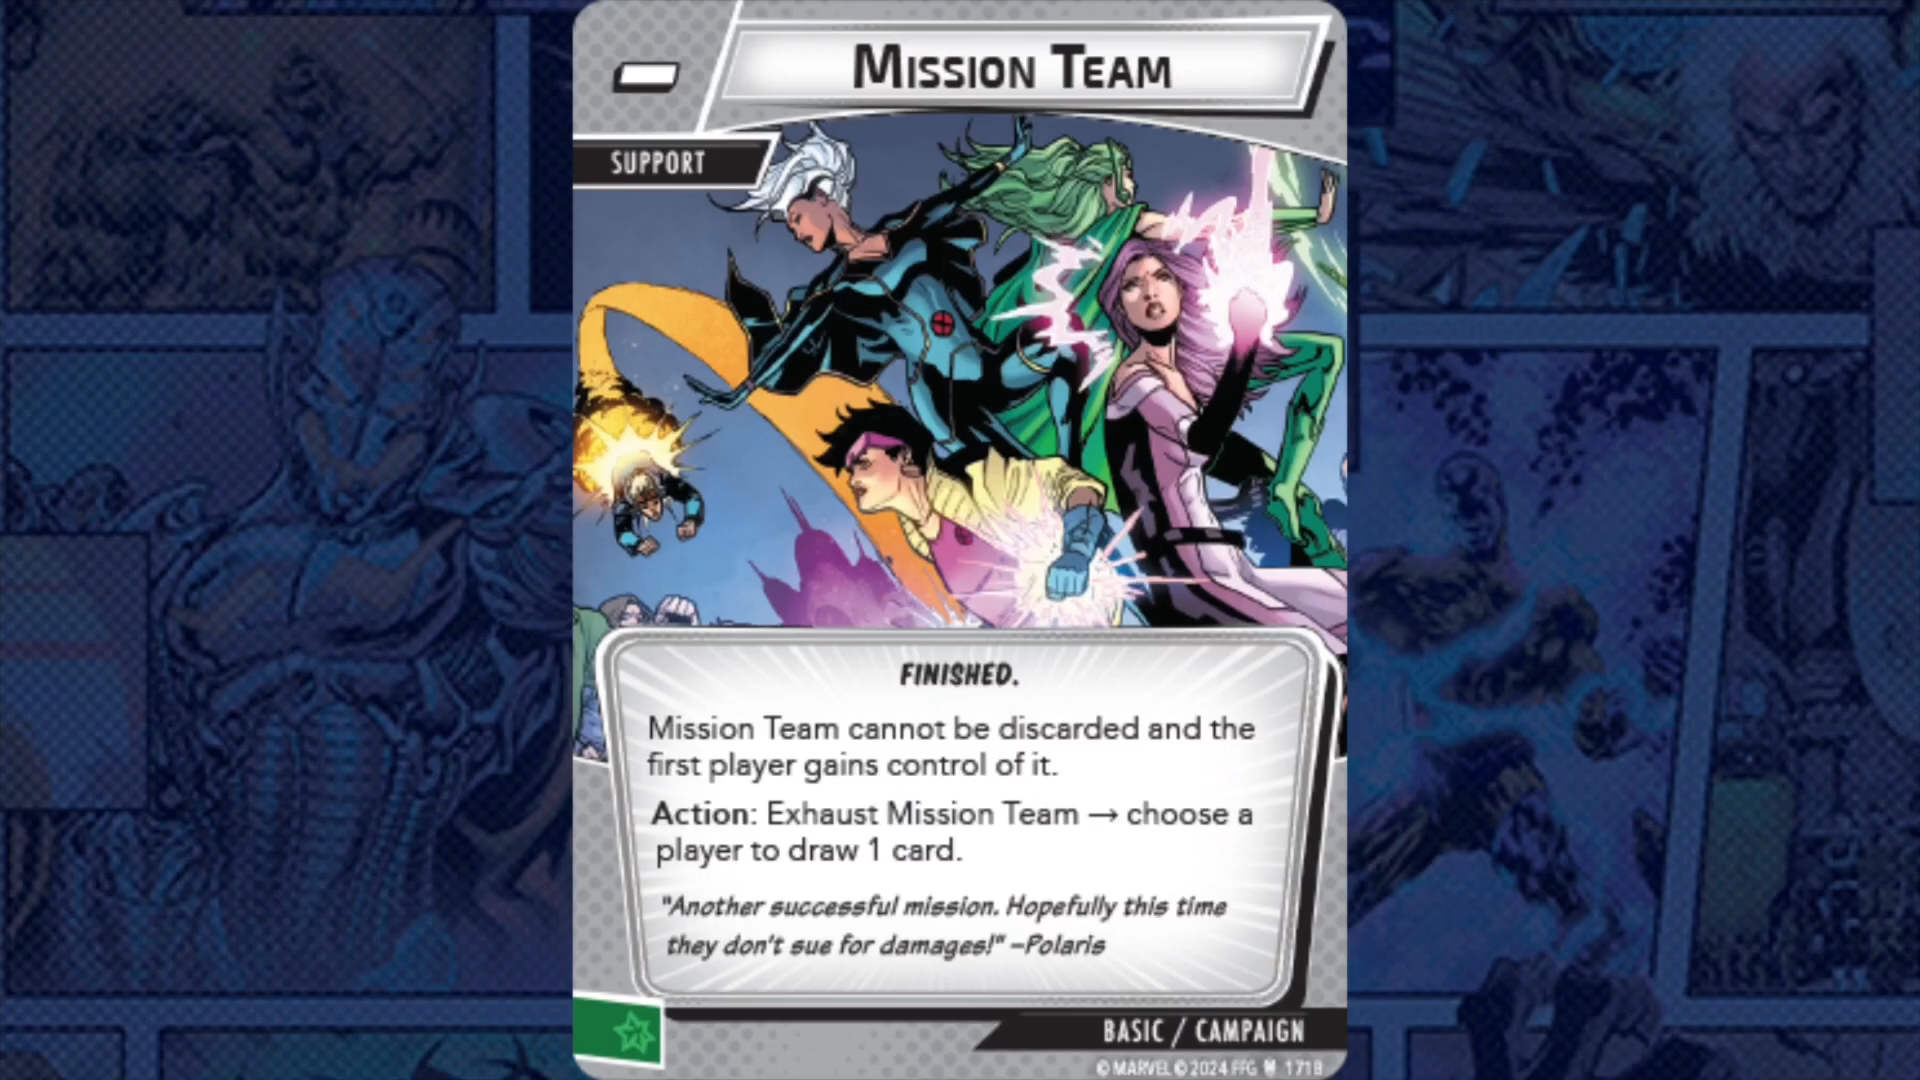 Mission Team
SUPPORT
FINISHED.
Mission Team cannot be discarded and the
first player gains control of it.
Action: Exhaust Mission Team → choose a
player to draw 1 card.
"Another successful mission. Hopefully this time
they don't sue for damages!" –Polaris
BASIC / CAMPAIGN
© MARVEL © 2024 FFG 171B